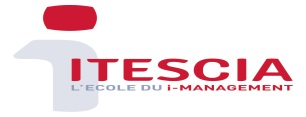 ITESCIA
L'ECOLE DU i-MANAGEMENT